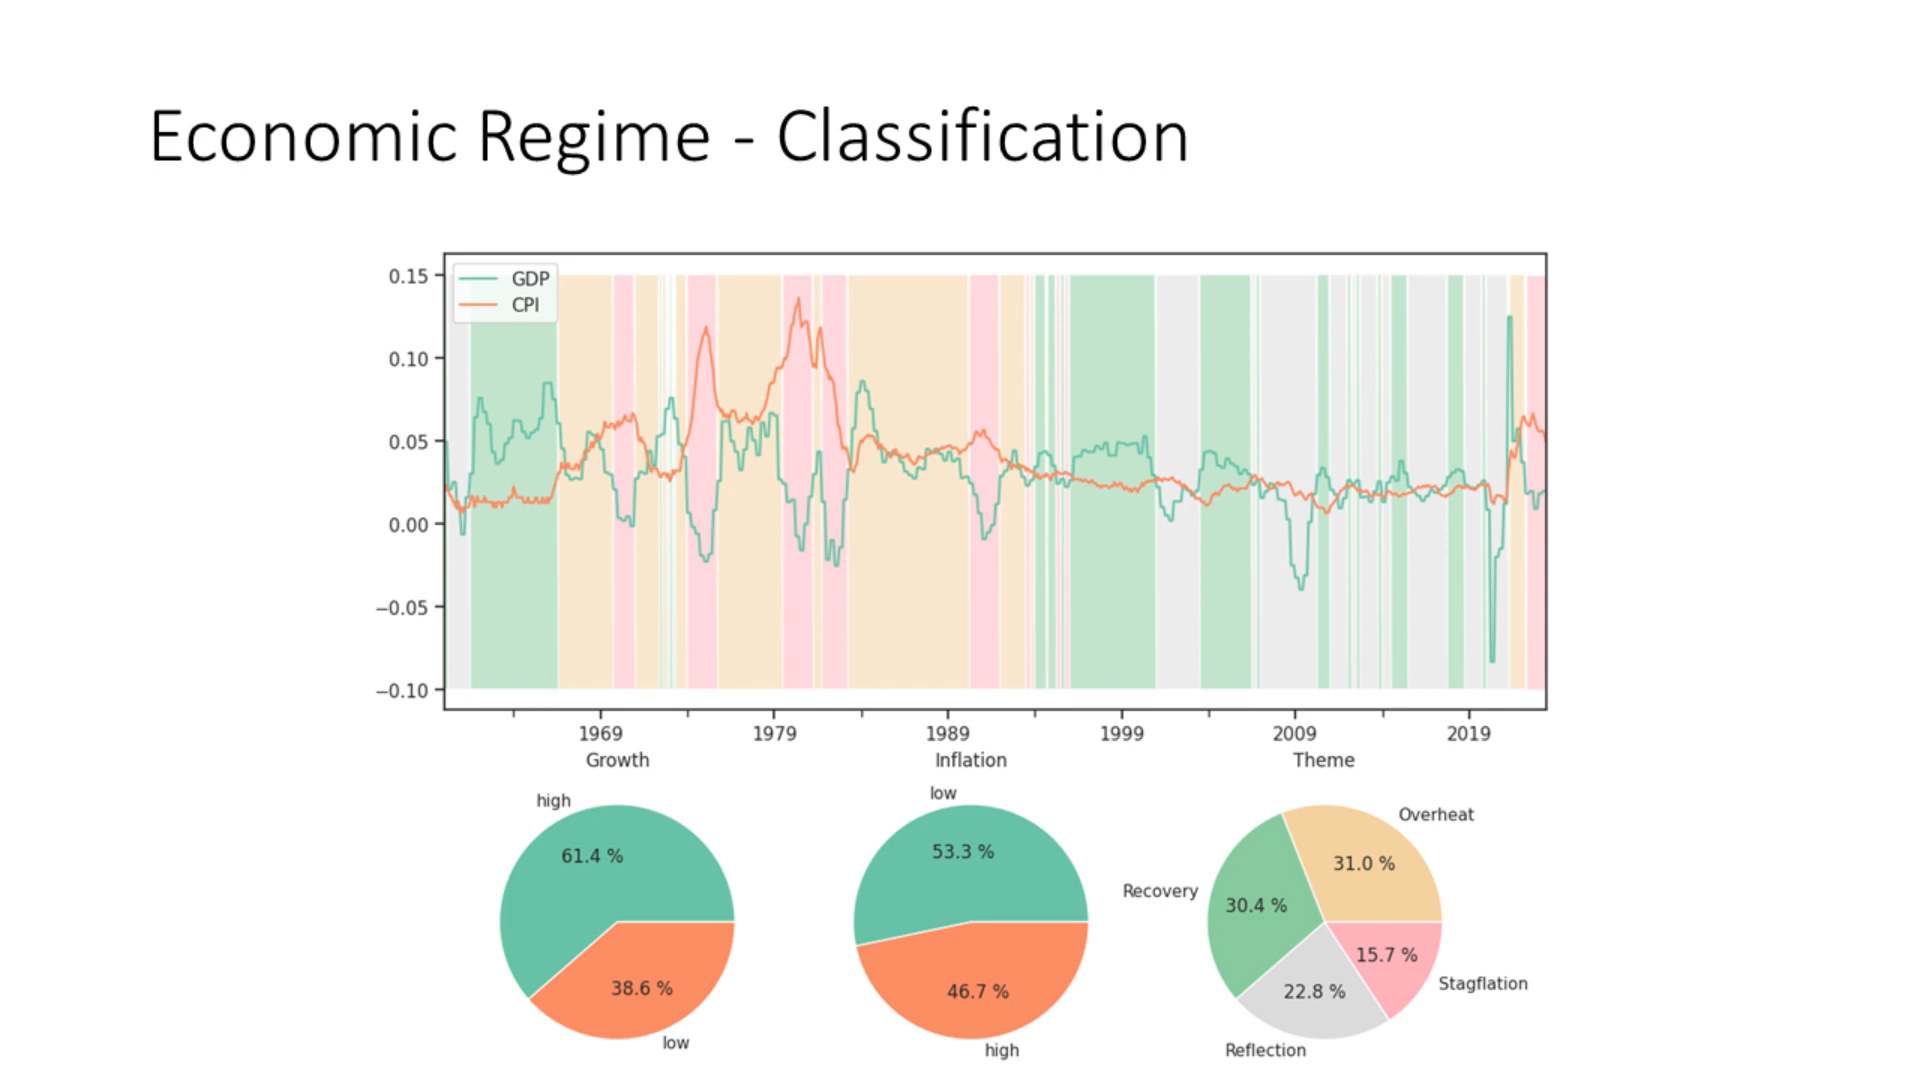 Economic Regime - Classification
GDP
CPI
0.15
0.10
0.05
0.00
−0.05
−0.10
1969 1979 1989 1999 2009 2019
Growth Inflation Theme
high
61.4 %
38.6 %
low
low
53.3 %
46.7 %
high
Overheat
31.0 %
Recovery
30.4 %
15.7 %
Stagflation
22.8 %
Reflection